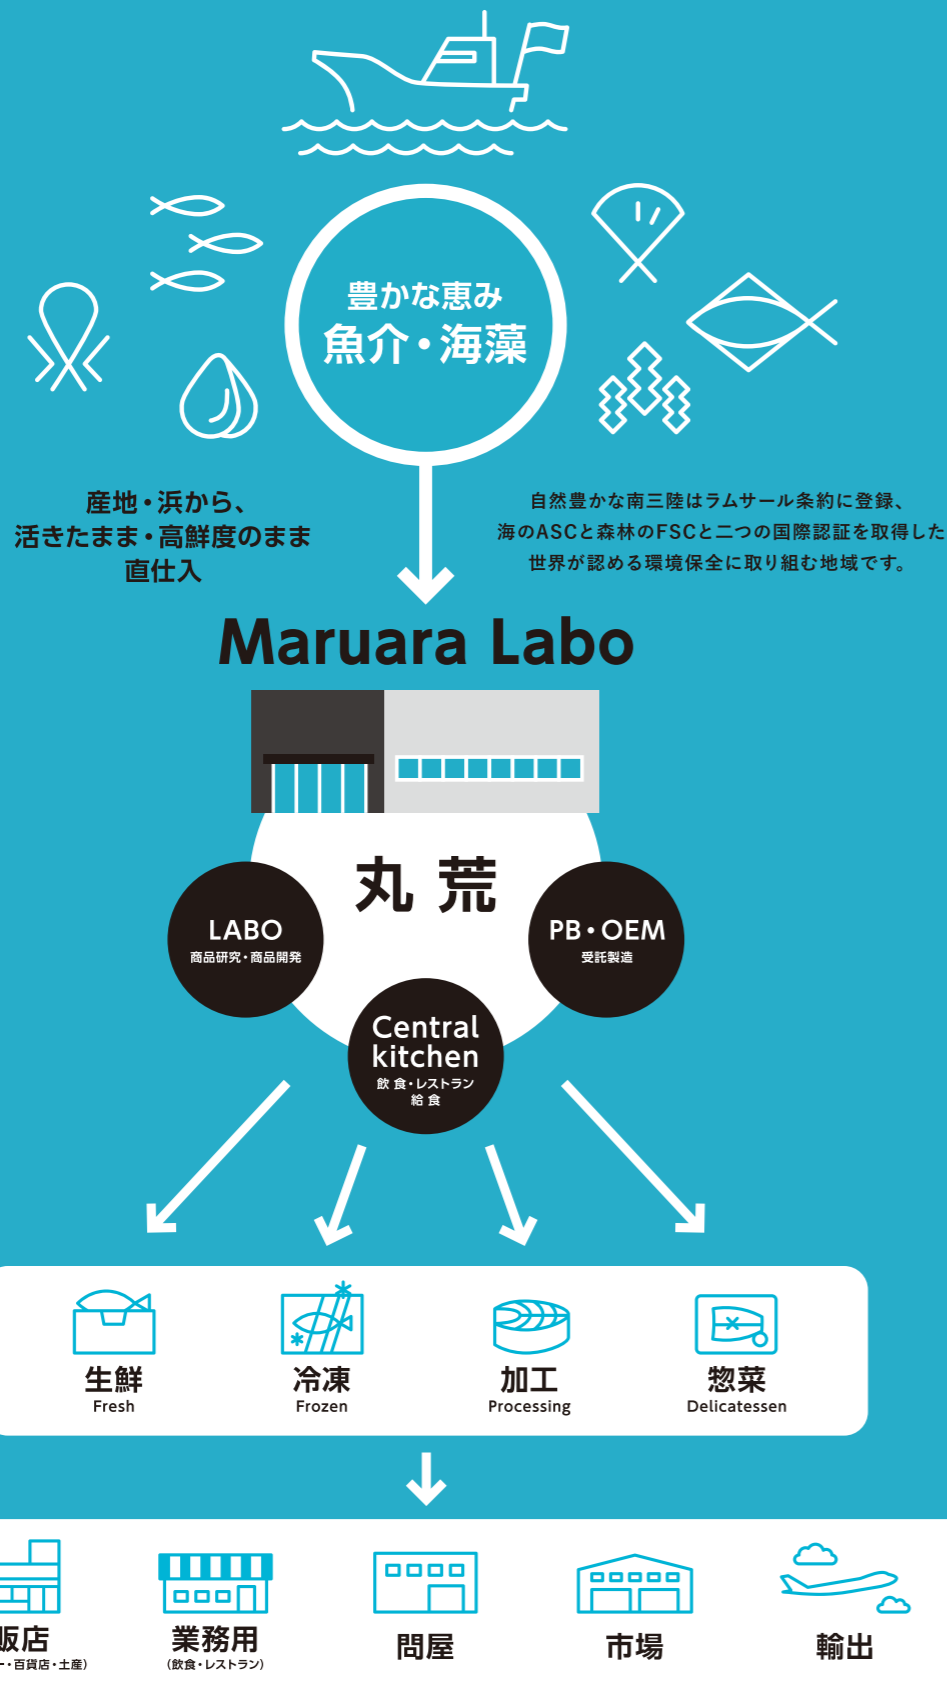 豊かな恵み
魚介・海藻
産地・浜から、
活きたまま・高鮮度のまま
直仕入
自然豊かな南三陸はラムサール条約に登録、
海のASCと森林のFSCと二つの国際認証を取得した
世界が認める環境保全に取り組む地域です。
Maruara Labo
丸荒
LABO
商品研究・商品開発
PB・OEM
受託製造
Central
kitchen
飲食・レストラン
給食
生鮮
Fresh
冷凍
Frozen
加工
Processing
惣菜
Delicatessen
販店
ー・百貨店・土産）
業務用
（飲食・レストラン）
問屋
市場
輸出